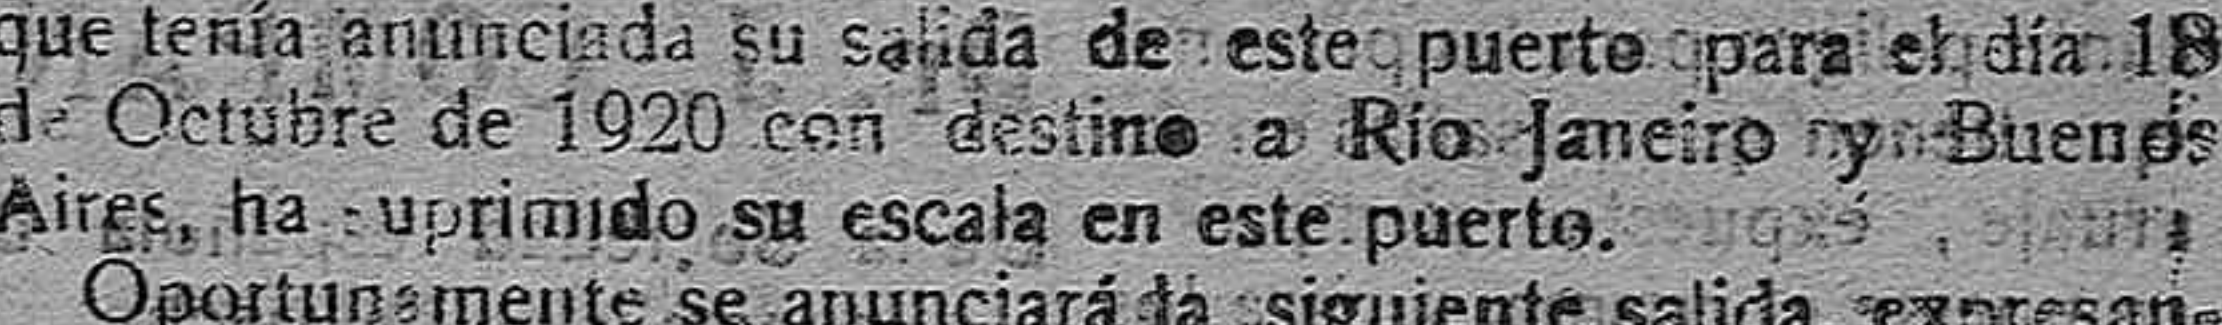 que tenía anunciada su salida de este puerto para el día 18
de Octubre de 1920 con destino a Río Janeiro y Buenos
Aires, ha suprimido su escala en este puerto.
Oportunamente se anunciará la siguiente salida expresan-